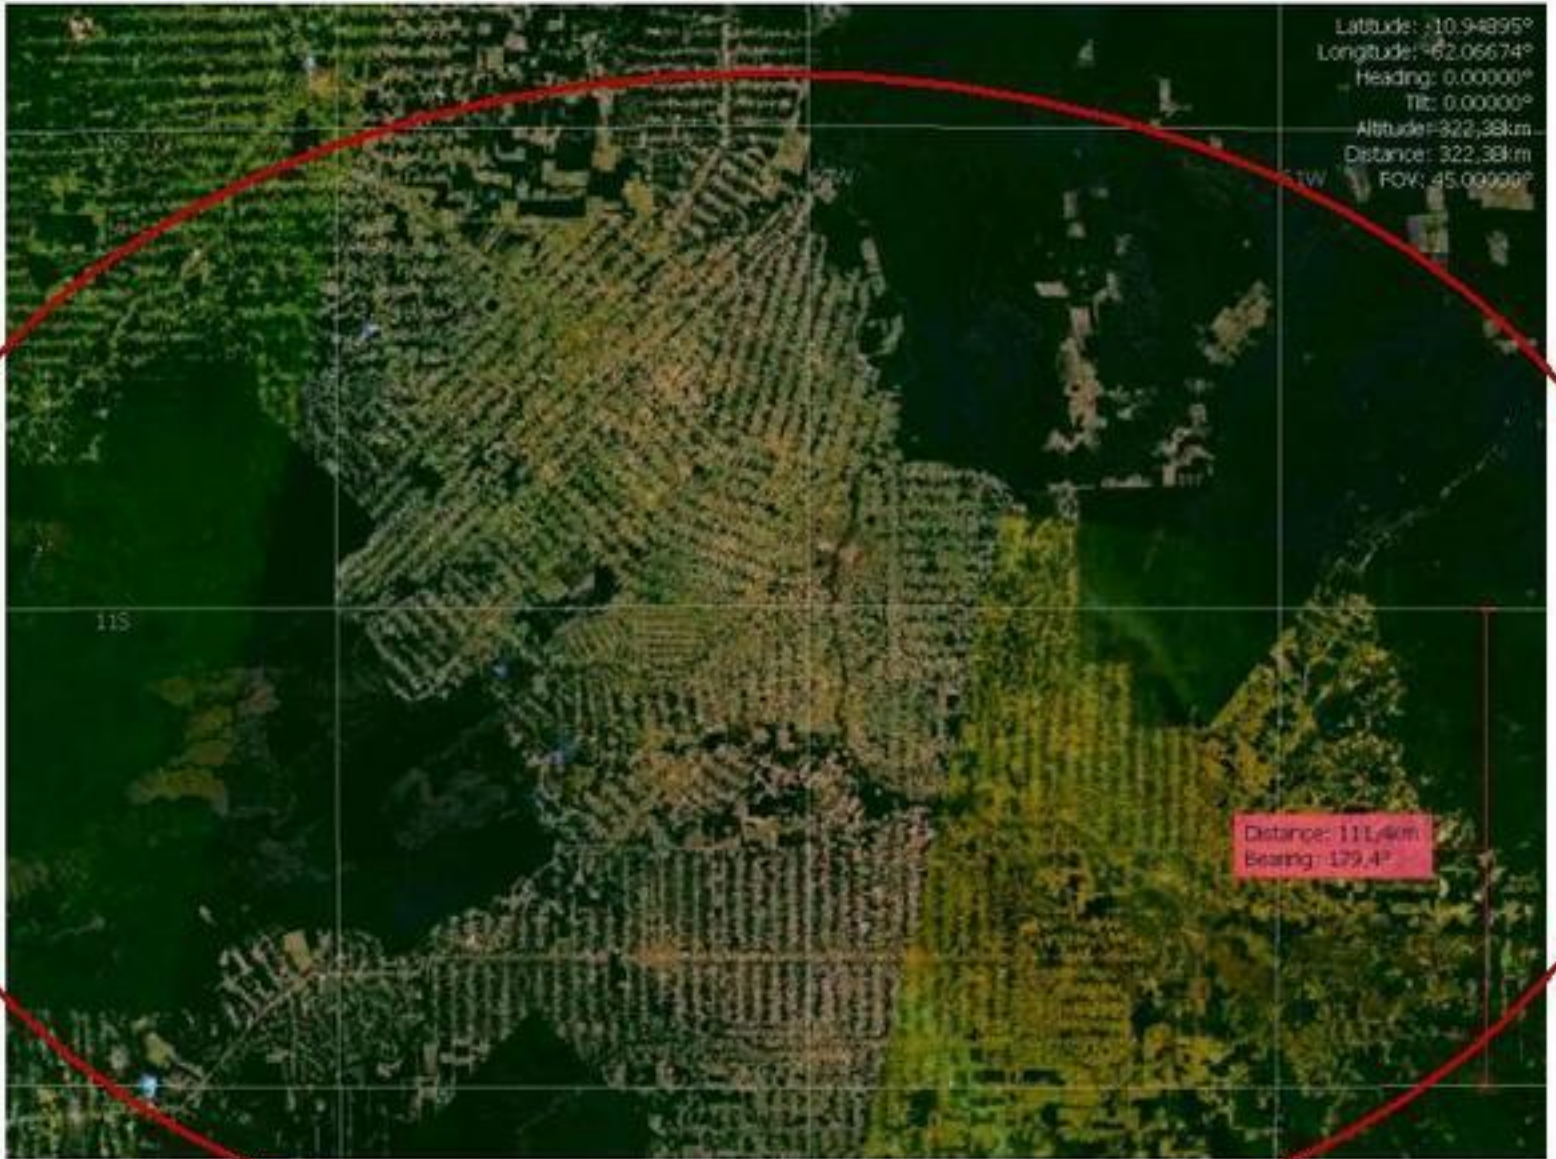 Latitude: -10.94895°
Longitude: -62.06674°
Heading: 0.00000°
Tilt: 0.00000°
Altitude: 322.38km
Distance: 322.38km
FOV: 45.00000°
11S
Distance: 111.4km
Bearing: 179.4°